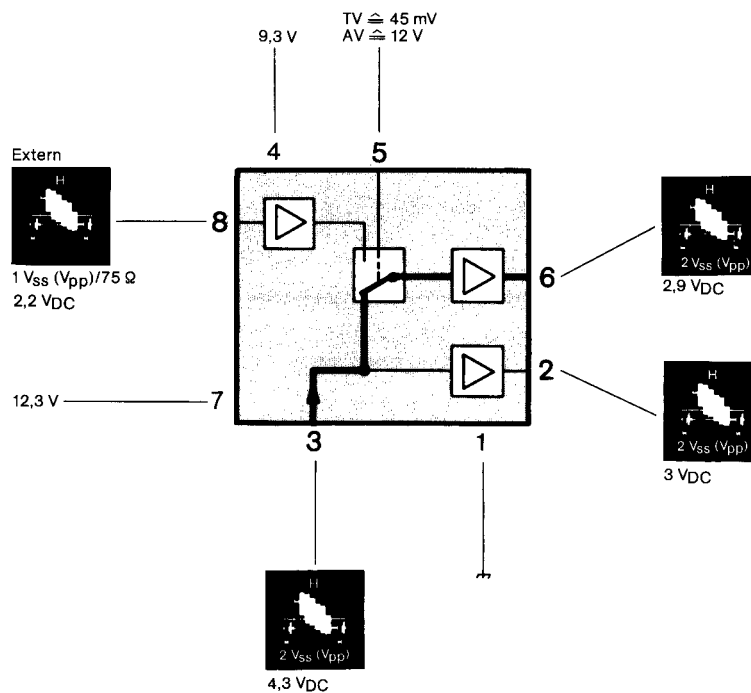 TV ≙ 45 mV
AV ≙ 12 V
9,3 V
Extern
4
5
H
8
1 Vss (Vpp)/75 Ω
2,2 VDC
H
2 Vss (Vpp)
2,9 VDC
6
2
12,3 V
7
H
2 Vss (Vpp)
3 VDC
3
1
H
2 Vss (Vpp)
4,3 VDC